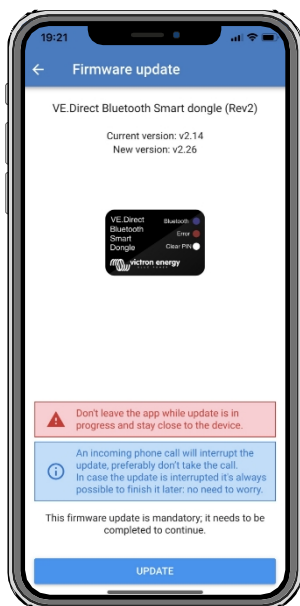 19:21
Firmware update
VE.Direct Bluetooth Smart dongle (Rev2)
Current version: v2.14
New version: v2.26
VE.Direct
Bluetooth
Smart
Dongle
Bluetooth
Error
Clear PIN
victron energy
Don't leave the app while update is in
progress and stay close to the device.
An incoming phone call will interrupt the
update, preferably don't take the call.
In case the update is interrupted it's always
possible to finish it later: no need to worry.
This firmware update is mandatory; it needs to be
completed to continue.
UPDATE